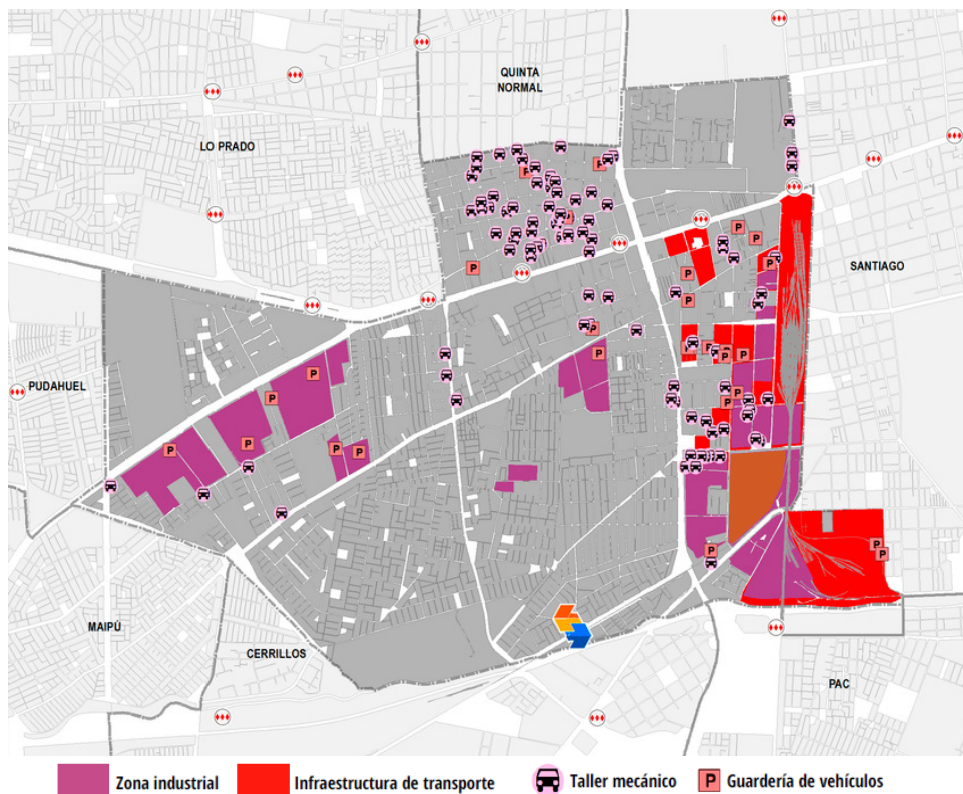 QUINTA
NORMAL
LO PRADO
SANTIAGO
PUDAHUEL
MAIPÚ
CERRILLOS
PAC
Zona industrial
Infraestructura de transporte
Taller mecánico
P Guardería de vehículos